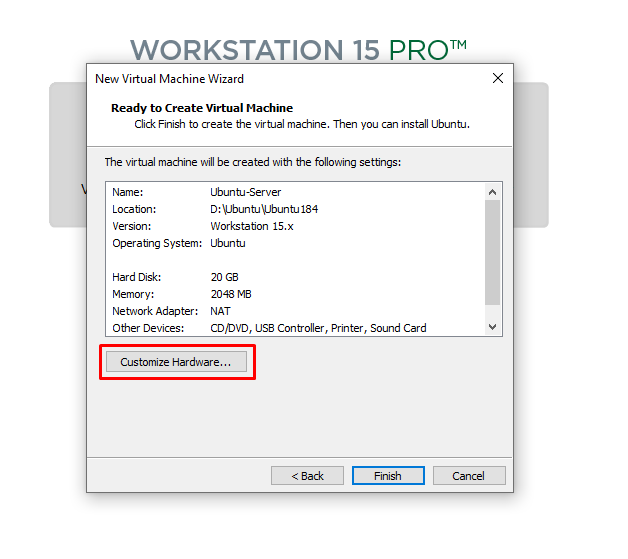 WORKSTATION 15 PRO™
New Virtual Machine Wizard
Ready to Create Virtual Machine
Click Finish to create the virtual machine. Then you can install Ubuntu.
The virtual machine will be created with the following settings:
Name: Ubuntu-Server
Location: D:\Ubuntu\Ubuntu184
Version: Workstation 15.x
Operating System: Ubuntu
Hard Disk: 20 GB
Memory: 2048 MB
Network Adapter: NAT
Other Devices: CD/DVD, USB Controller, Printer, Sound Card
Customize Hardware...
< Back Finish Cancel